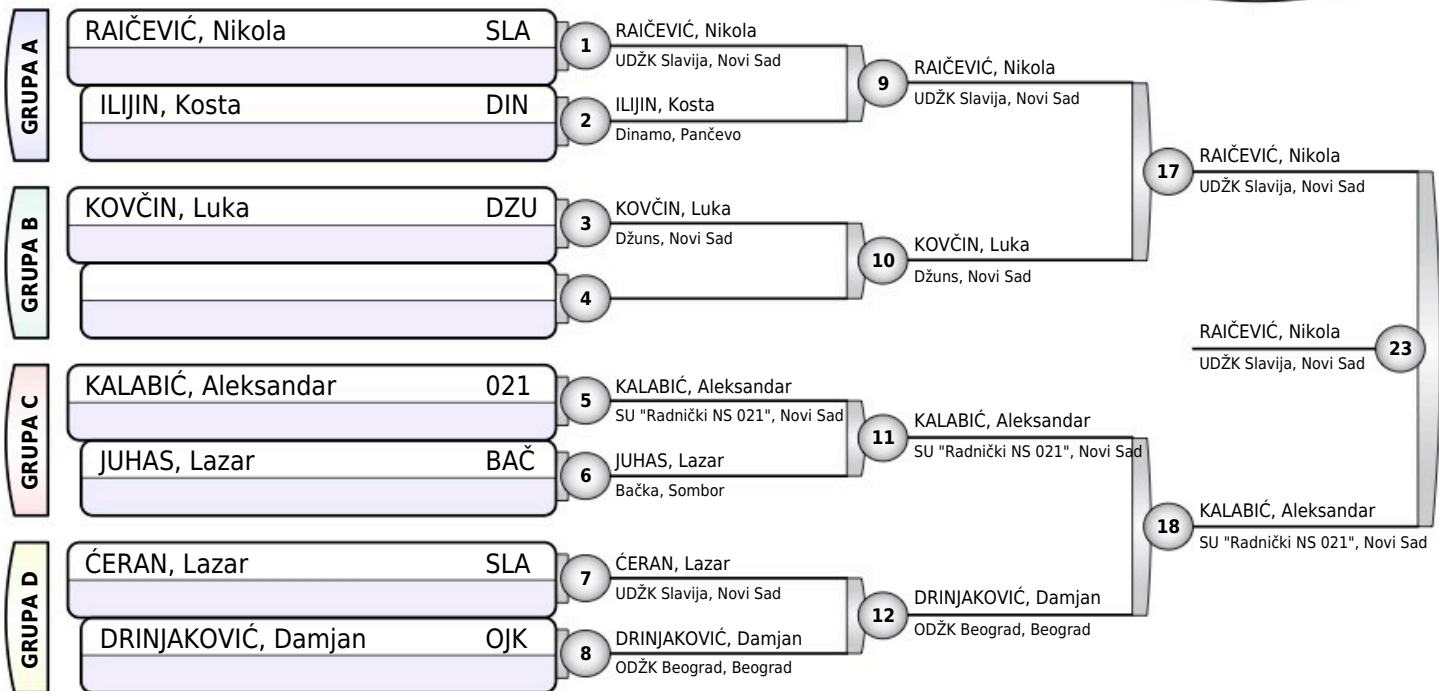 GRUPA A
RAIČEVIĆ, Nikola SLA
ILIJIN, Kosta DIN
GRUPA B
KOVČIN, Luka DZU
GRUPA C
KALABIĆ, Aleksandar 021
JUHAS, Lazar BAČ
GRUPA D
ĆERAN, Lazar SLA
DRINJAKOVIĆ, Damjan OJK
1
RAIČEVIĆ, Nikola
UDŽK Slavija, Novi Sad
2
ILIJIN, Kosta
Dinamo, Pančevo
3
KOVČIN, Luka
Džuns, Novi Sad
4
5
KALABIĆ, Aleksandar
SU "Radnički NS 021", Novi Sad
6
JUHAS, Lazar
Bačka, Sombor
7
ĆERAN, Lazar
UDŽK Slavija, Novi Sad
8
DRINJAKOVIĆ, Damjan
ODŽK Beograd, Beograd
9
RAIČEVIĆ, Nikola
UDŽK Slavija, Novi Sad
10
KOVČIN, Luka
Džuns, Novi Sad
11
KALABIĆ, Aleksandar
SU "Radnički NS 021", Novi Sad
12
DRINJAKOVIĆ, Damjan
ODŽK Beograd, Beograd
17
RAIČEVIĆ, Nikola
UDŽK Slavija, Novi Sad
18
KALABIĆ, Aleksandar
SU "Radnički NS 021", Novi Sad
RAIČEVIĆ, Nikola
UDŽK Slavija, Novi Sad
23